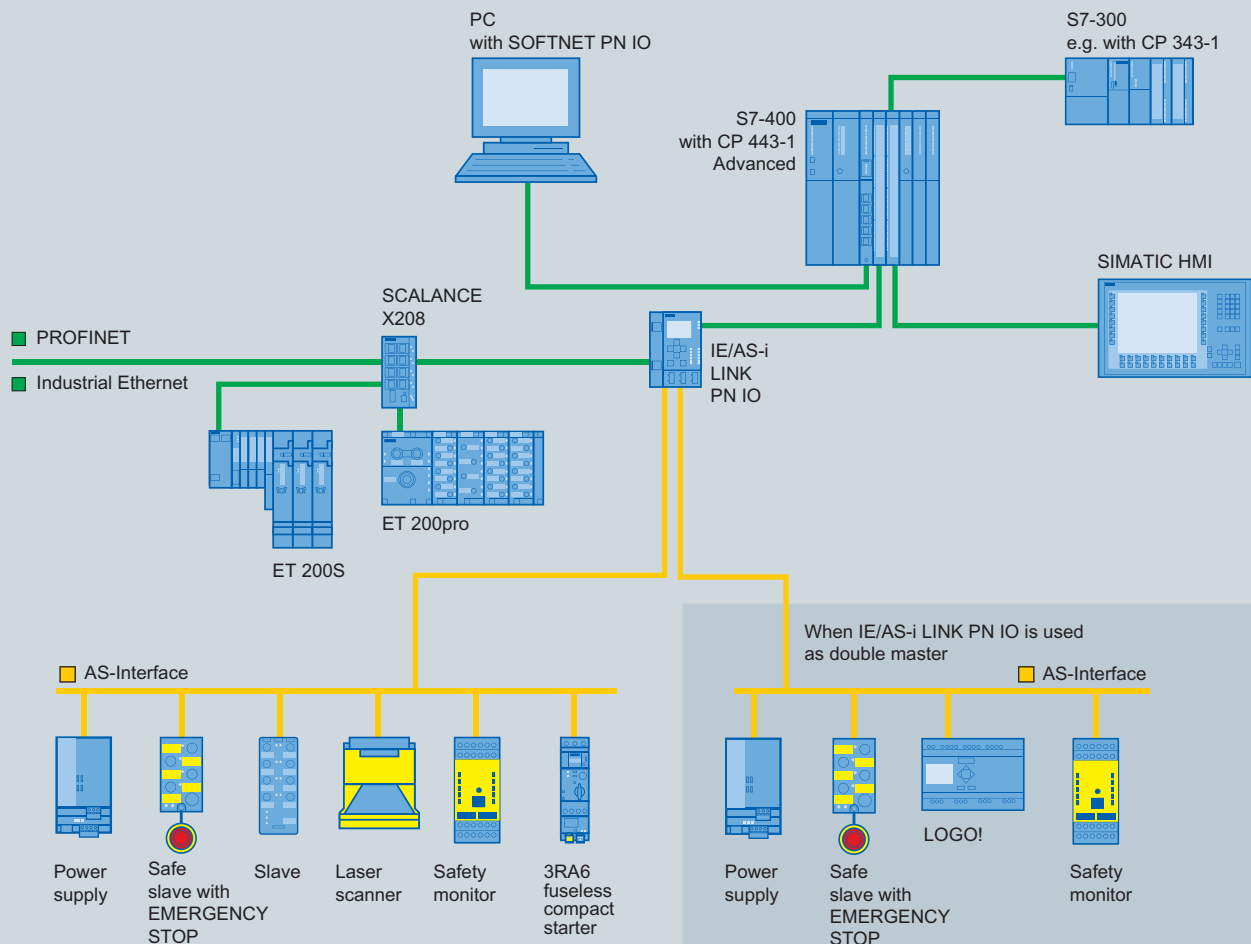 PC
with SOFTNET PN IO
S7-300
e.g. with CP 343-1
S7-400
with CP 443-1
Advanced
SIMATIC HMI
SCALANCE
X208
PROFINET
Industrial Ethernet
IE/AS-i
LINK
PN IO
ET 200pro
ET 200S
When IE/AS-i LINK PN IO is used
as double master
AS-Interface
AS-Interface
Power
supply
Safe
slave with
EMERGENCY
STOP
Slave
Laser
scanner
Safety
monitor
3RA6
fuseless
compact
starter
Power
supply
Safe
slave with
EMERGENCY
STOP
LOGO!
Safety
monitor